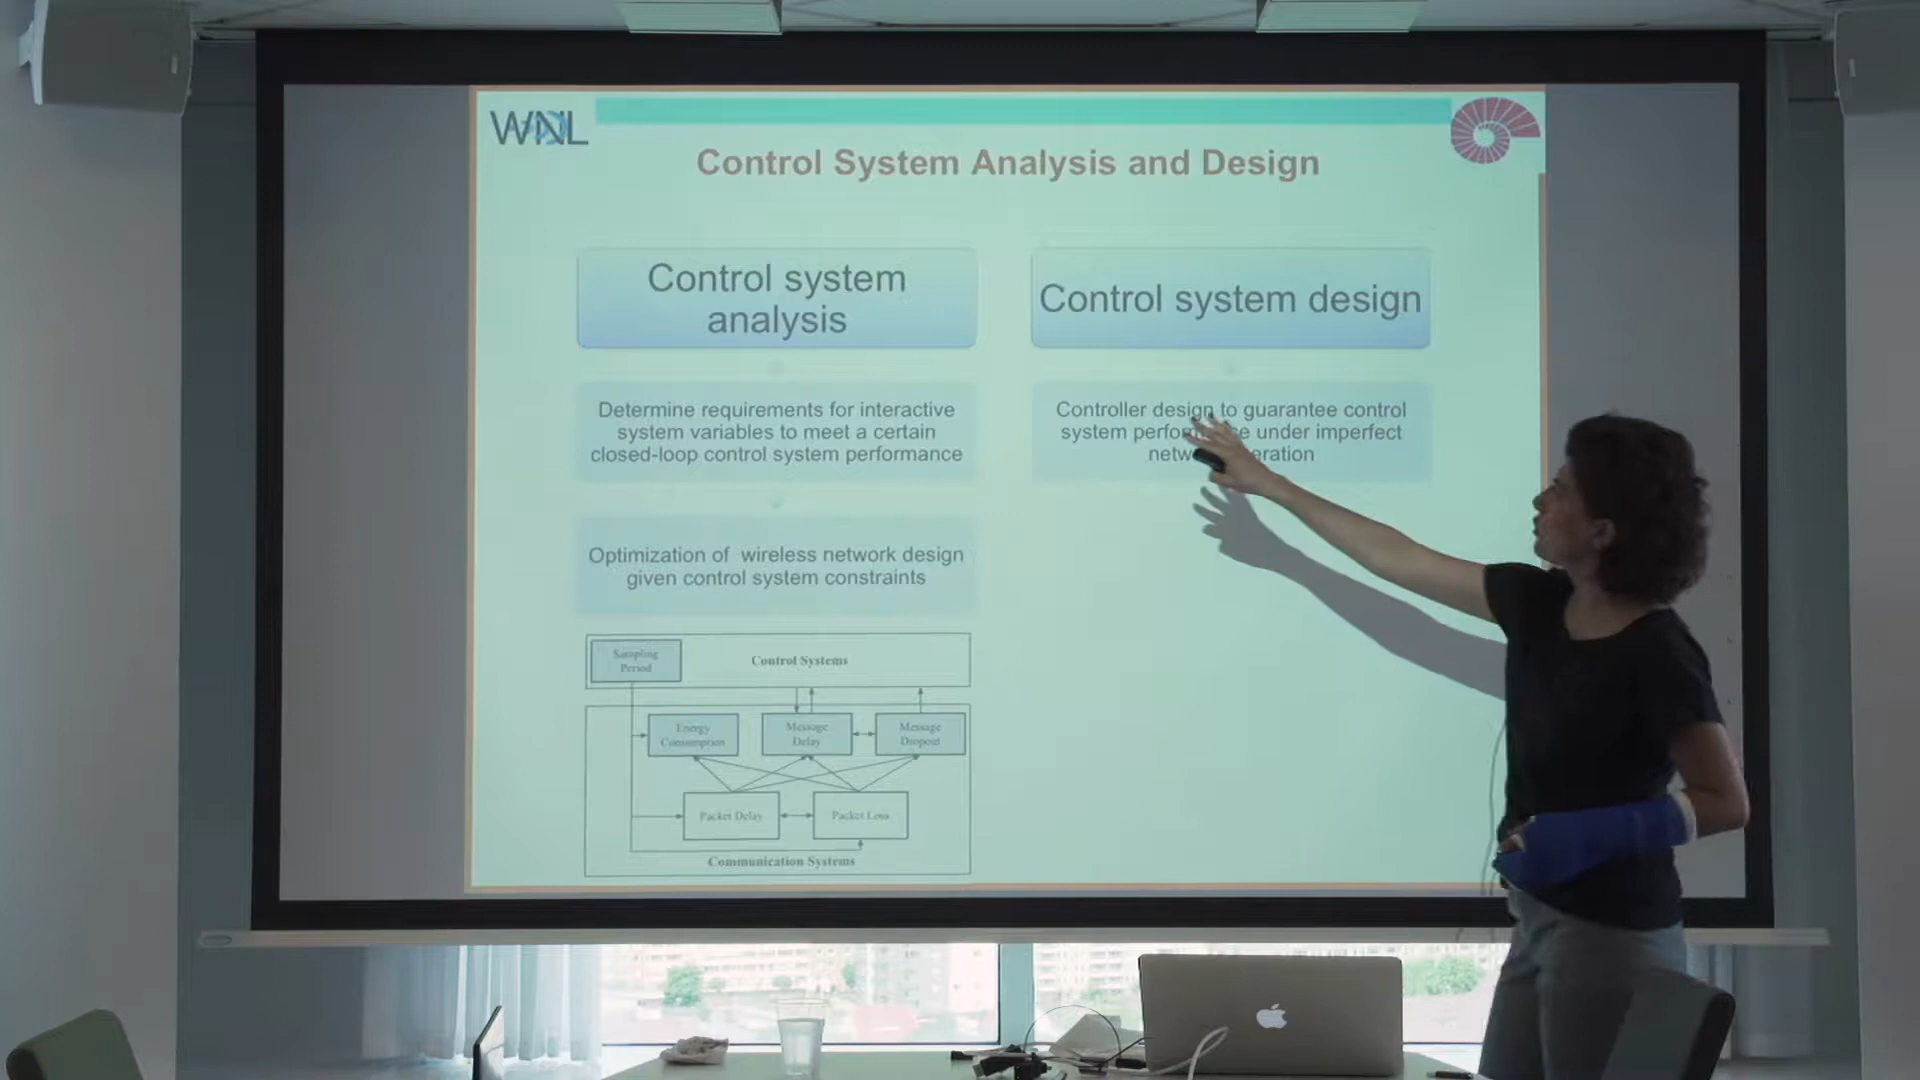 WNL
Control System Analysis and Design
Control system
analysis
Determine requirements for interactive
system variables to meet a certain
closed-loop control system performance
Optimization of wireless network design
given control system constraints
Sampling
Period
Control Systems
Energy
Consumption
Message
Delay
Message
Dropout
Packet Delay
Packet Loss
Communication Systems
Control system design
Controller design to guarantee control
system under imperfect